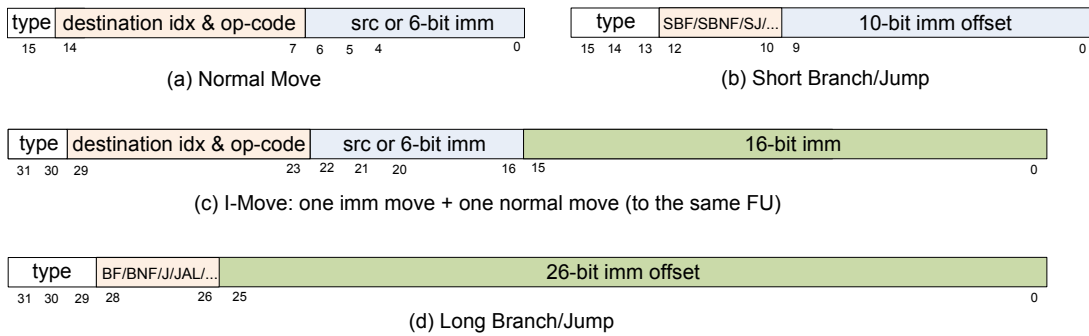 type destination idx & op-code src or 6-bit imm
15 14 7 6 5 4 0
(a) Normal Move
type SBF/SBNF/SJ/... 10-bit imm offset
15 14 13 12 10 9 0
(b) Short Branch/Jump
type destination idx & op-code src or 6-bit imm 16-bit imm
31 30 29 23 22 21 20 16 15 0
(c) I-Move: one imm move + one normal move (to the same FU)
type BF/BNF/J/JAL/... 26-bit imm offset
31 30 29 28 26 25 0
(d) Long Branch/Jump